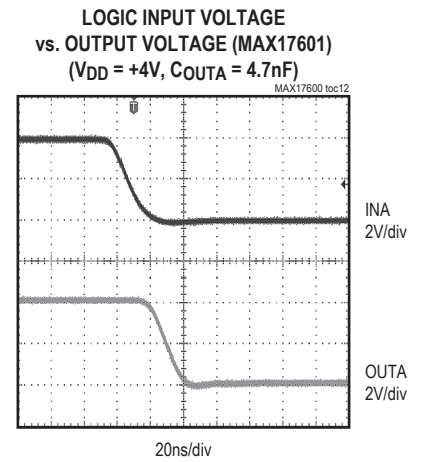 LOGIC INPUT VOLTAGE
vs. OUTPUT VOLTAGE (MAX17601)
(VDD = +4V, COUTA = 4.7nF)
MAX17600 toc12
INA
2V/div
OUTA
2V/div
20ns/div